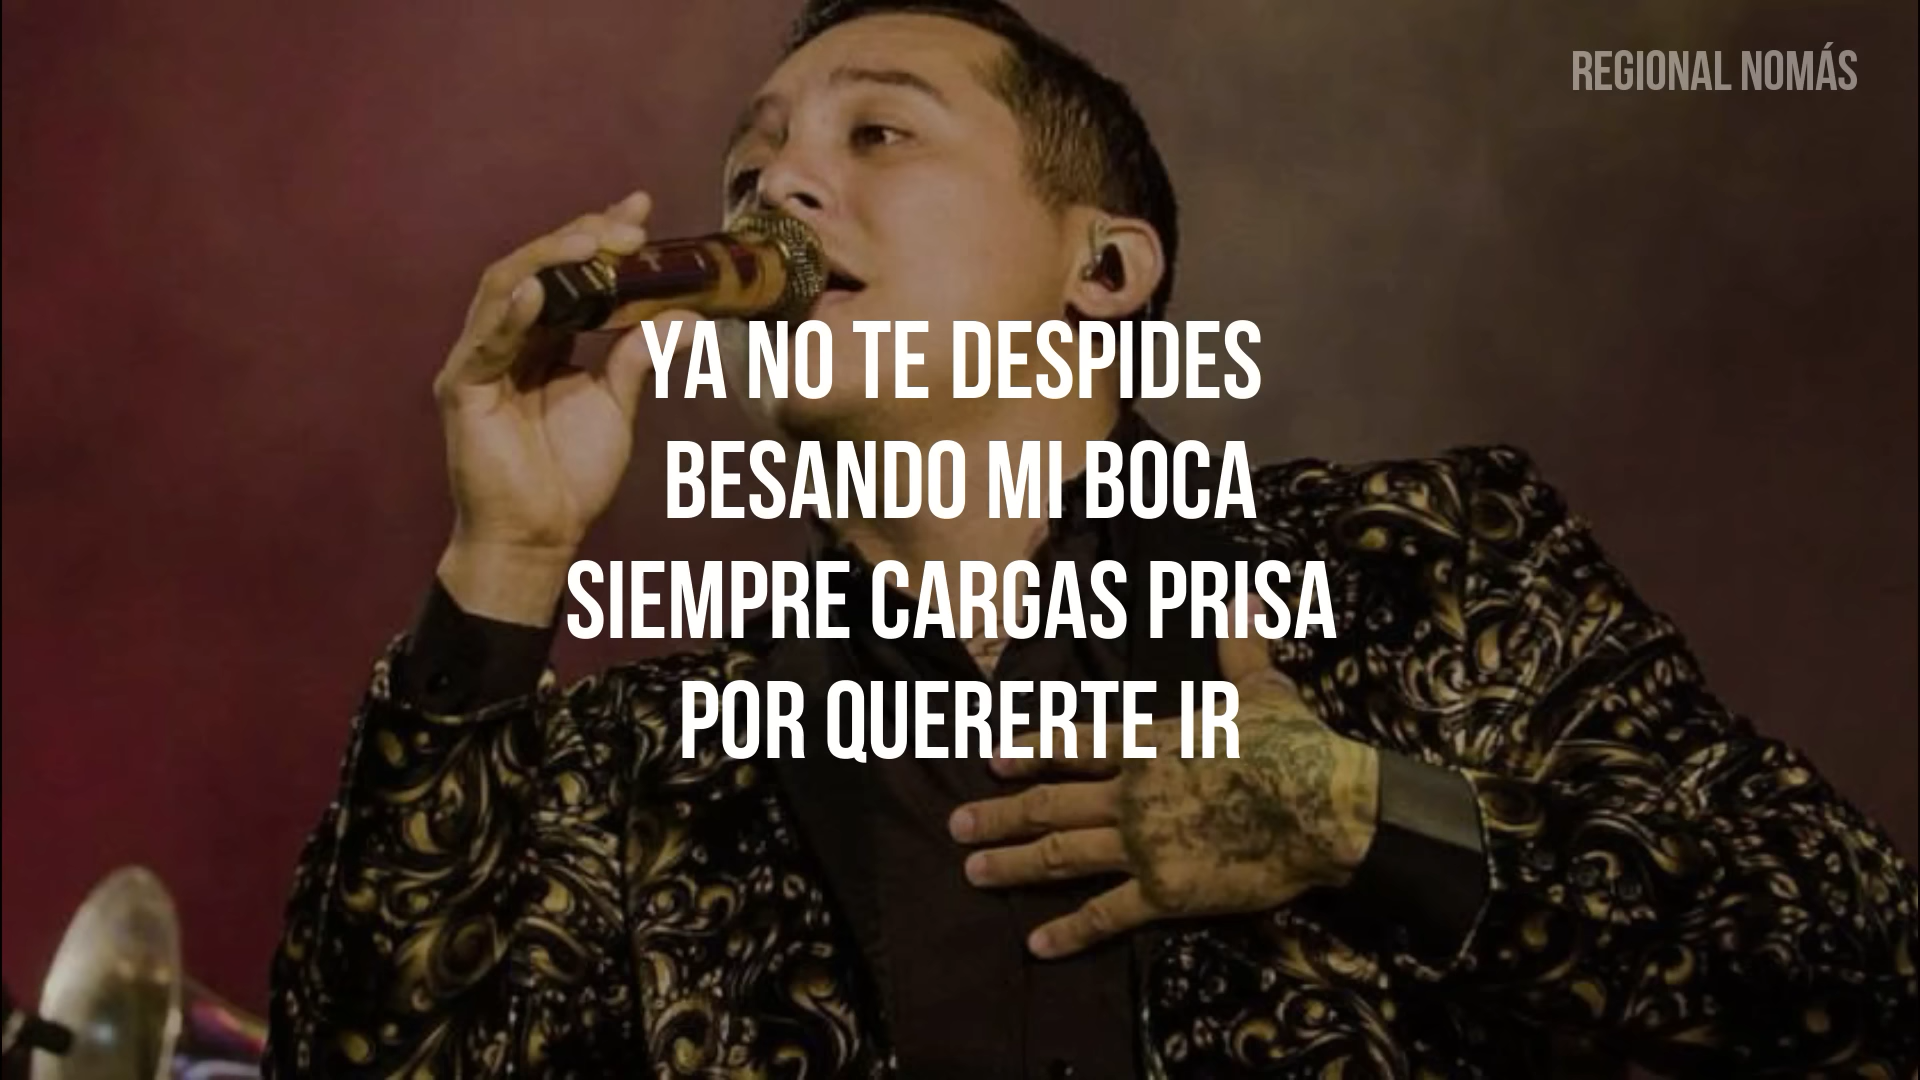 REGIONAL NOMÁS
YA NO TE DESPIDES
BESANDO MI BOCA
SIEMPRE CARGAS PRISA
POR QUERERTE IR